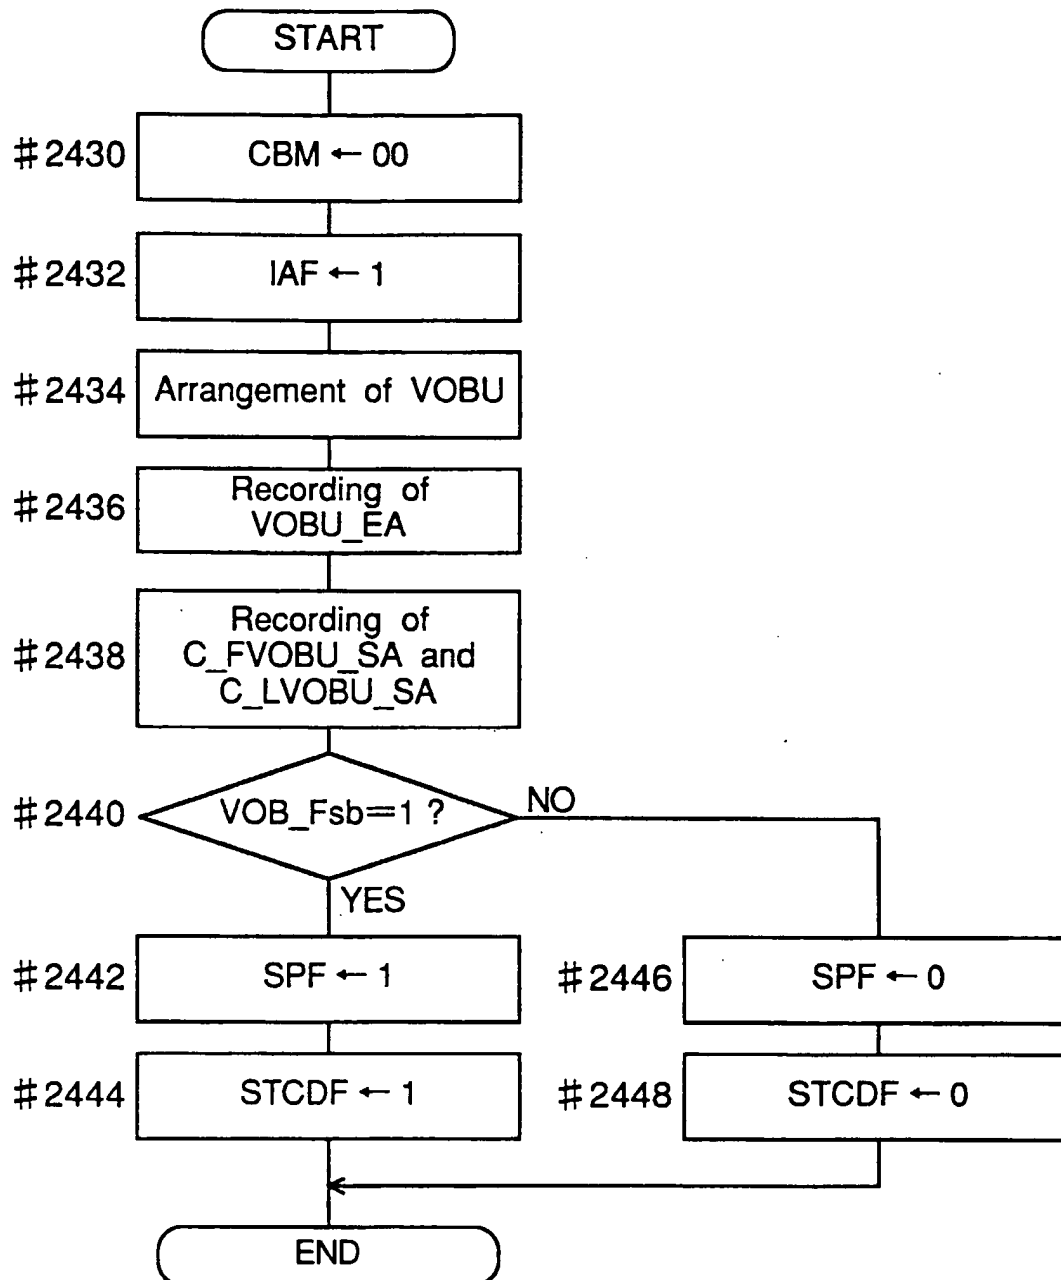 START
#2430
CBM ← 00
#2432
IAF ← 1
#2434
Arrangement of VOBU
#2436
Recording of
VOBU_EA
#2438
Recording of
C_FVOBU_SA and
C_LVOBU_SA
#2440
VOB_Fsb=1 ?
NO
YES
#2442
SPF ← 1
#2446
SPF ← 0
#2444
STCDF ← 1
#2448
STCDF ← 0
END